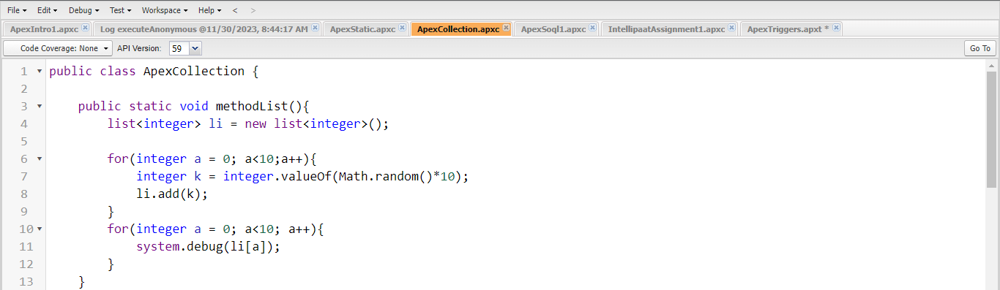 File Edit Debug Test Workspace Help < >
ApexIntro1.apxc Log executeAnonymous @11/30/2023, 8:44:17 AM ApexStatic.apxc ApexCollection.apxc ApexSoql1.apxc IntellipaatAssignment1.apxc ApexTriggers.apxt *
Code Coverage: None API Version: 59 Go To
1 public class ApexCollection {
2
3 public static void methodList(){
4 list<integer> li = new list<integer>();
5
6 for(integer a = 0; a<10;a++){
7 integer k = integer.valueOf(Math.random()*10);
8 li.add(k);
9 }
10 for(integer a = 0; a<10; a++){
11 system.debug(li[a]);
12 }
13 }